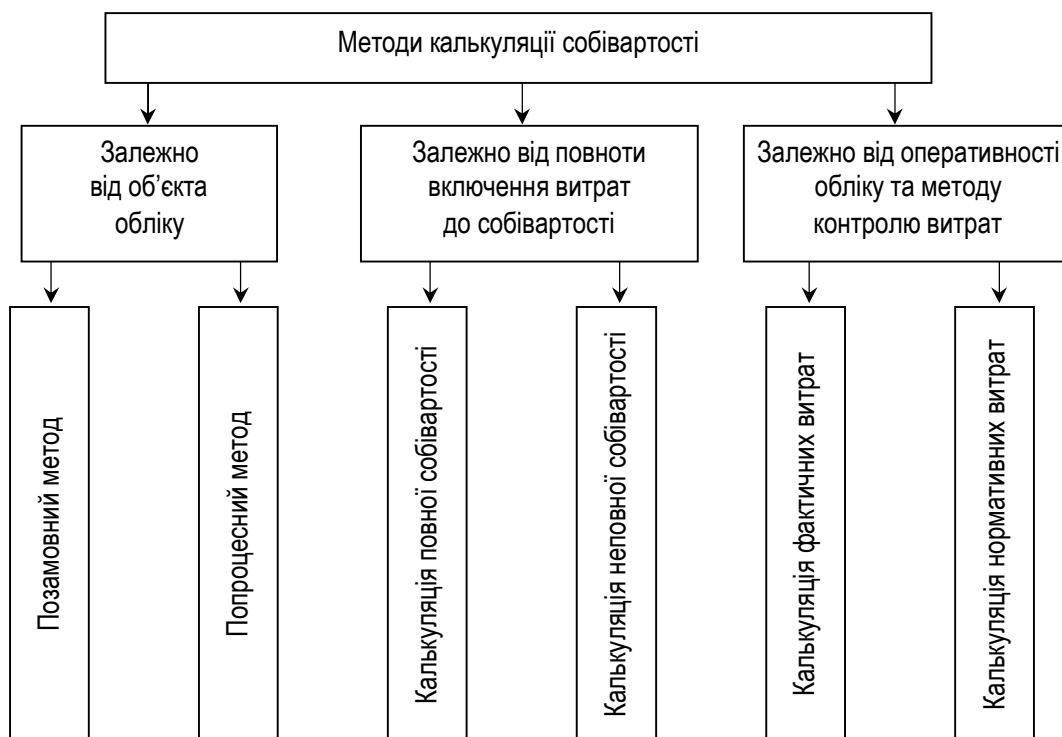 Методи калькуляції собівартості
Залежно
від об’єкта
обліку
Залежно від повноти
включення витрат
до собівартості
Залежно від оперативності
обліку та методу
контролю витрат
Позамовний метод
Попроцесний метод
Калькуляція повної собівартості
Калькуляція неповної собівартості
Калькуляція фактичних витрат
Калькуляція нормативних витрат